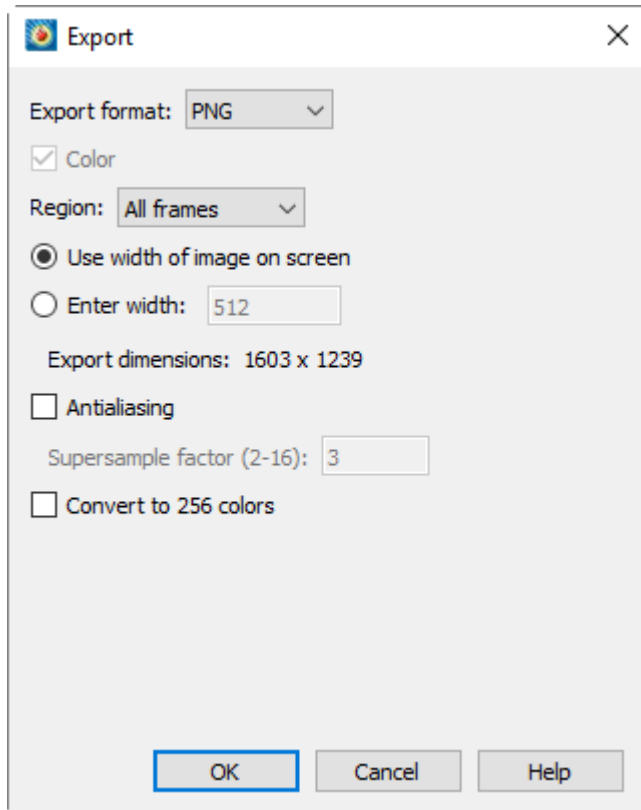 Export
Export format: PNG
Color
Region: All frames
Use width of image on screen
Enter width: 512
Export dimensions: 1603 x 1239
Antialiasing
Supersample factor (2-16): 3
Convert to 256 colors
OK Cancel Help